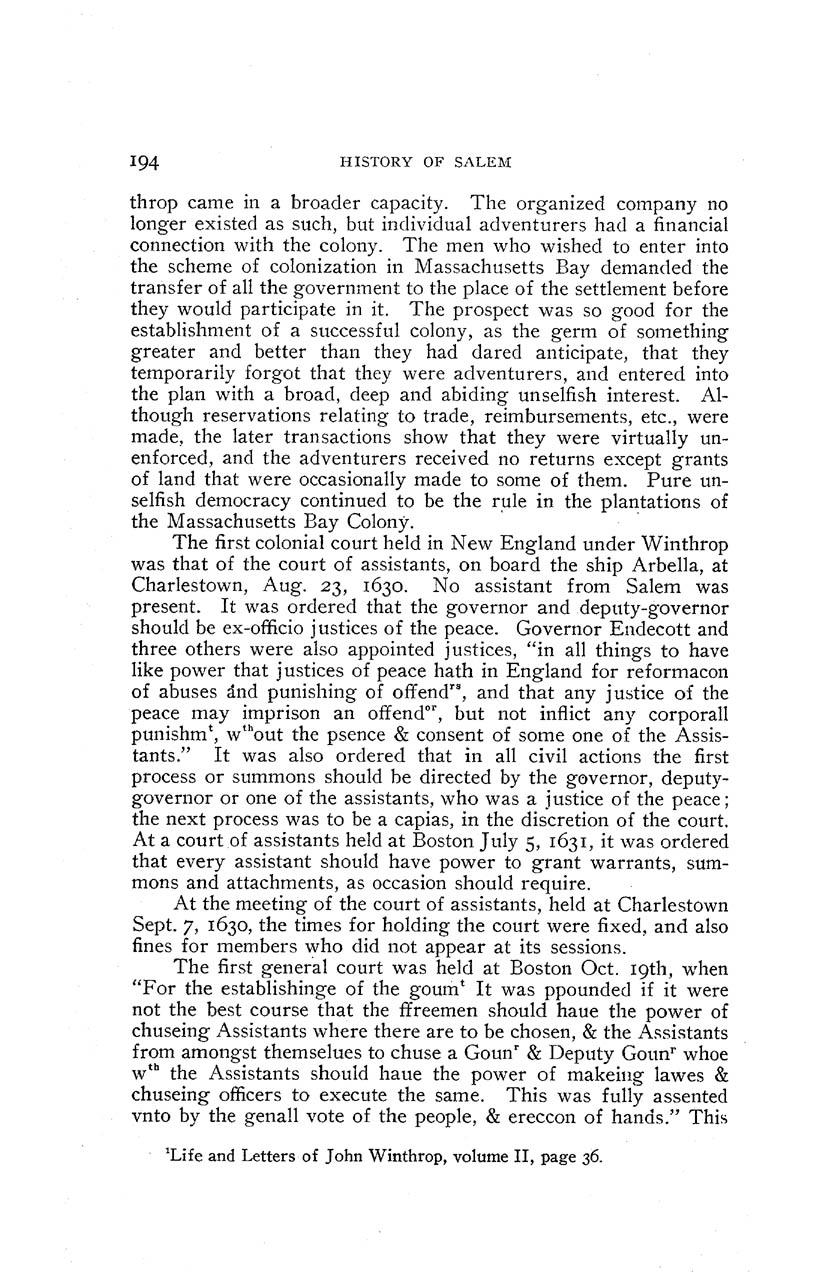 194 HISTORY OF SALEM
throp came in a broader capacity. The organized company no
longer existed as such, but individual adventurers had a financial
connection with the colony. The men who wished to enter into
the scheme of colonization in Massachusetts Bay demanded the
transfer of all the government to the place of the settlement before
they would participate in it. The prospect was so good for the
establishment of a successful colony, as the germ of something
greater and better than they had dared anticipate, that they
temporarily forgot that they were adventurers, and entered into
the plan with a broad, deep and abiding unselfish interest. Al-
though reservations relating to trade, reimbursements, etc., were
made, the later transactions show that they were virtually un-
enforced, and the adventurers received no returns except grants
of land that were occasionally made to some of them. Pure un-
selfish democracy continued to be the rule in the plantations of
the Massachusetts Bay Colony.
The first colonial court held in New England under Winthrop
was that of the court of assistants, on board the ship Arbella, at
Charlestown, Aug. 23, 1630. No assistant from Salem was
present. It was ordered that the governor and deputy-governor
should be ex-officio justices of the peace. Governor Endecott and
three others were also appointed justices, “in all things to have
like power that justices of peace hath in England for reformacon
of abuses and punishing of offendʳˢ, and that any justice of the
peace may imprison an offendᵒʳ, but not inflict any corporall
punishmᵗ, wᵗʰout the psence & consent of some one of the Assis-
tants.” It was also ordered that in all civil actions the first
process or summons should be directed by the governor, deputy-
governor or one of the assistants, who was a justice of the peace;
the next process was to be a capias, in the discretion of the court.
At a court of assistants held at Boston July 5, 1631, it was ordered
that every assistant should have power to grant warrants, sum-
mons and attachments, as occasion should require.
At the meeting of the court of assistants, held at Charlestown
Sept. 7, 1630, the times for holding the court were fixed, and also
fines for members who did not appear at its sessions.
The first general court was held at Boston Oct. 19th, when
“For the establishinge of the goum̃ᵗ It was ppounded if it were
not the best course that the ffreemen should haue the power of
chuseing Assistants where there are to be chosen, & the Assistants
from amongst themselues to chuse a Gounʳ & Deputy Gounʳ whoe
wᵗʰ the Assistants should haue the power of makeing lawes &
chuseing officers to execute the same. This was fully assented
vnto by the genall vote of the people, & ereccon of hands.” This
¹Life and Letters of John Winthrop, volume II, page 36.